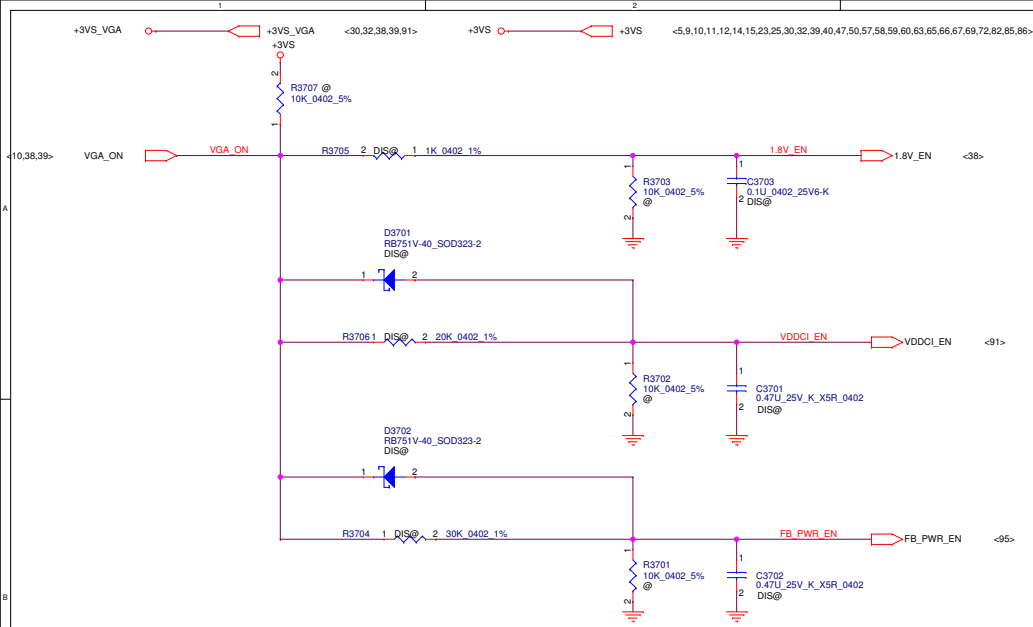 1 2
+3VS_VGA +3VS_VGA <30,32,38,39,91> +3VS +3VS <5,9,10,11,12,14,15,23,25,30,32,39,40,47,50,57,58,59,60,63,65,66,67,69,72,82,85,86>
+3VS
2
R3707 @
10K_0402_5%
1
<10,38,39> VGA_ON VGA_ON R3705 2 DIS@ 1 1K_0402_1% 1.8V_EN 1.8V_EN <38>
1 1
R3703 C3703
10K_0402_5% 0.1U_0402_25V6-K
@ 2 DIS@
2
A
D3701
RB751V-40_SOD323-2
DIS@
1 2
R3706 1 DIS@ 2 20K_0402_1% VDDCI_EN VDDCI_EN <91>
1 1
R3702 C3701
10K_0402_5% 0.47U_25V_K_X5R_0402
@ 2 DIS@
2
D3702
RB751V-40_SOD323-2
DIS@
1 2
R3704 1 DIS@ 2 30K_0402_1% FB_PWR_EN FB_PWR_EN <95>
1 1
R3701 C3702
10K_0402_5% 0.47U_25V_K_X5R_0402
@ 2 DIS@
2
B